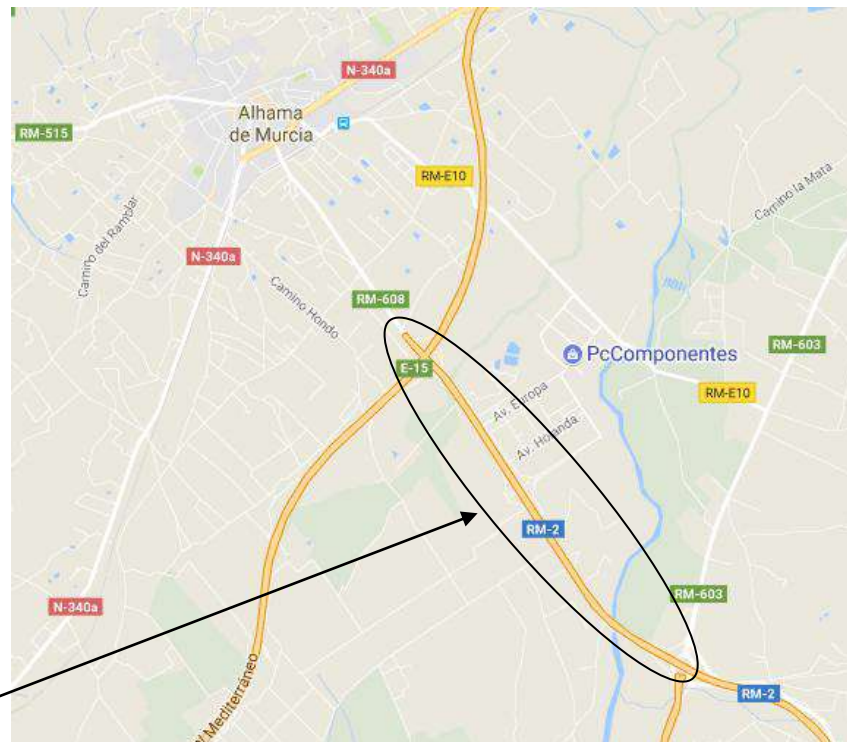 N-340a
Alhama
de Murcia
RM-515
RM-E10
Camino la Mata
Camino del Ramblar
N-340a
Camino Hondo
RM-608
RM-603
E-15
PcComponentes
Av. Europa
RM-E10
Av. Holanda
RM-2
RM-603
N-340a
Mediterráneo
RM-2